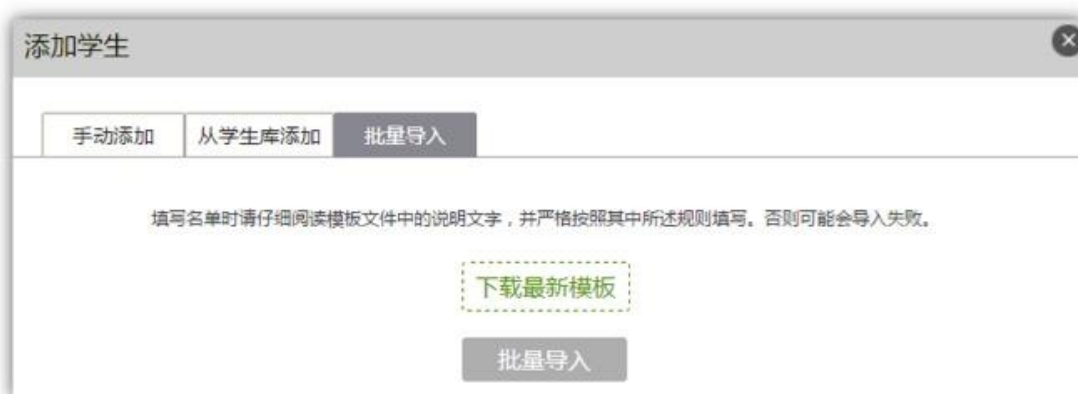 添加学生
手动添加 从学生库添加 批量导入
填写名单时请仔细阅读模板文件中的说明文字，并严格按照其中所述规则填写。否则可能会导入失败。
下载最新模板
批量导入